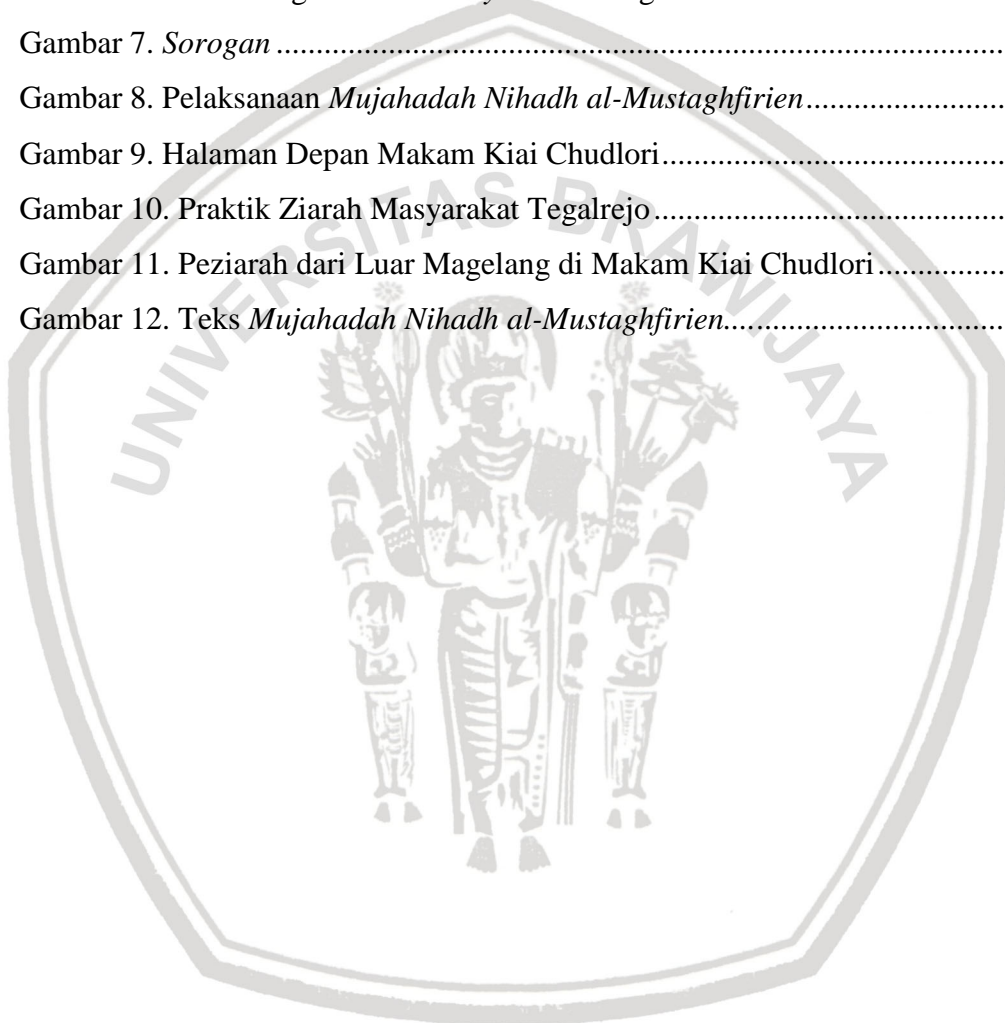 Gambar 7. Sorogan ..........................................................................................
Gambar 8. Pelaksanaan Mujahadah Nihadh al-Mustaghfirien.........................
Gambar 9. Halaman Depan Makam Kiai Chudlori...........................................
Gambar 10. Praktik Ziarah Masyarakat Tegalrejo............................................
Gambar 11. Peziarah dari Luar Magelang di Makam Kiai Chudlori................
Gambar 12. Teks Mujahadah Nihadh al-Mustaghfirien...................................
UNIVERSITAS BRAWIJAYA